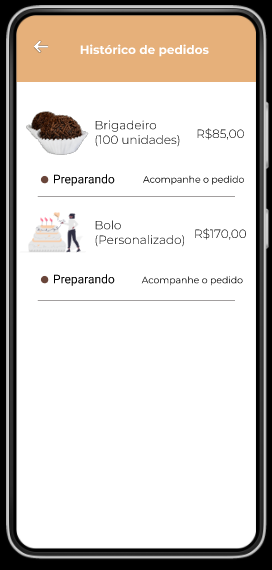 Histórico de pedidos
Brigadeiro
(100 unidades)
R$85,00
Preparando
Acompanhe o pedido
Bolo
(Personalizado)
R$170,00
Preparando
Acompanhe o pedido